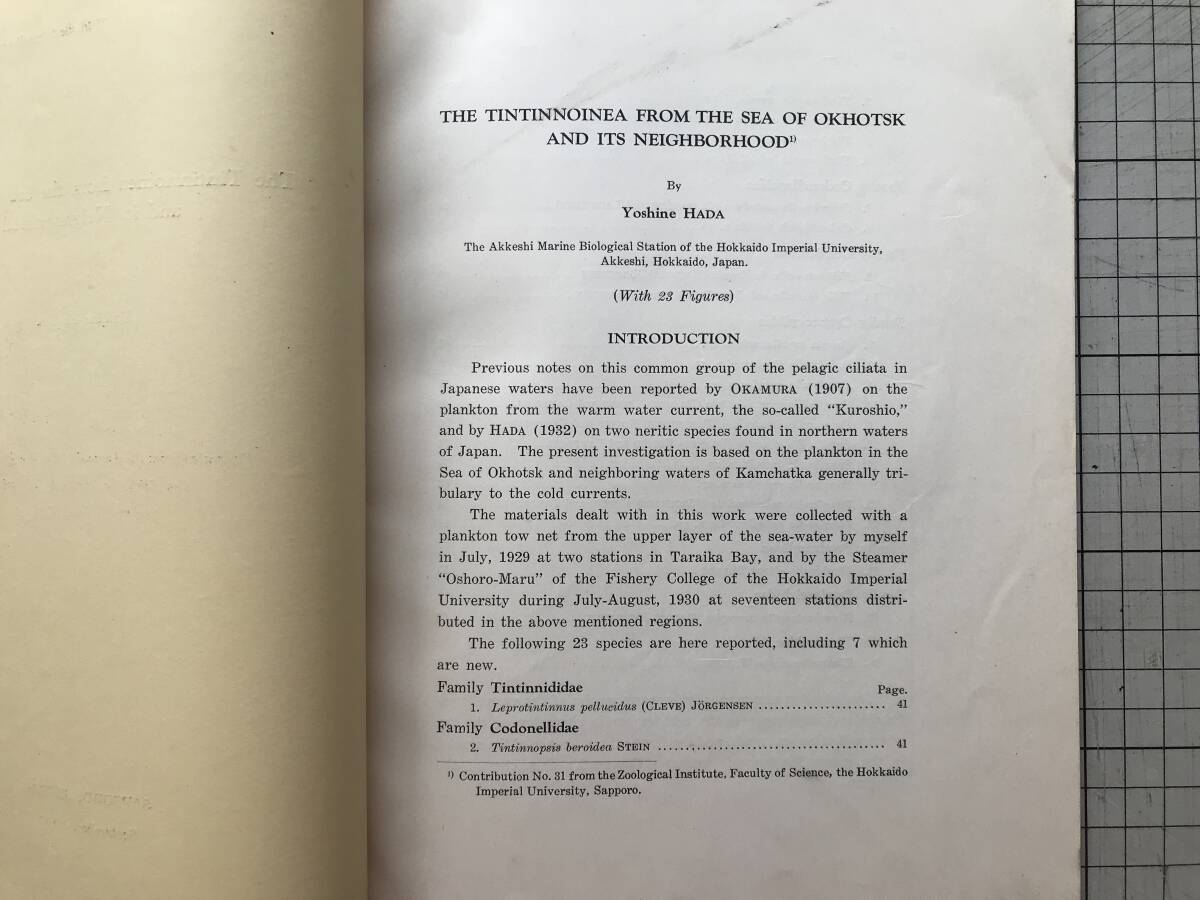 THE TINTINNOINEA FROM THE SEA OF OKHOTSK
AND ITS NEIGHBORHOOD¹⁾
By
Yoshine HADA
The Akkeshi Marine Biological Station of the Hokkaido Imperial University,
Akkeshi, Hokkaido, Japan.
(With 23 Figures)
INTRODUCTION
Previous notes on this common group of the pelagic ciliata in
Japanese waters have been reported by OKAMURA (1907) on the
plankton from the warm water current, the so-called "Kuroshio,"
and by HADA (1932) on two neritic species found in northern waters
of Japan. The present investigation is based on the plankton in the
Sea of Okhotsk and neighboring waters of Kamchatka generally tri-
bulary to the cold currents.
The materials dealt with in this work were collected with a
plankton tow net from the upper layer of the sea-water by myself
in July, 1929 at two stations in Taraika Bay, and by the Steamer
"Oshoro-Maru" of the Fishery College of the Hokkaido Imperial
University during July-August, 1930 at seventeen stations distri-
buted in the above mentioned regions.
The following 23 species are here reported, including 7 which
are new.
Family Tintinnididae Page.
1. Leprotintinnus pellucidus (CLEVE) JÖRGENSEN ...................... 41
Family Codonellidae
2. Tintinnopsis beroidea STEIN ........................................ 41
¹⁾ Contribution No. 31 from the Zoological Institute, Faculty of Science, the Hokkaido
Imperial University, Sapporo.